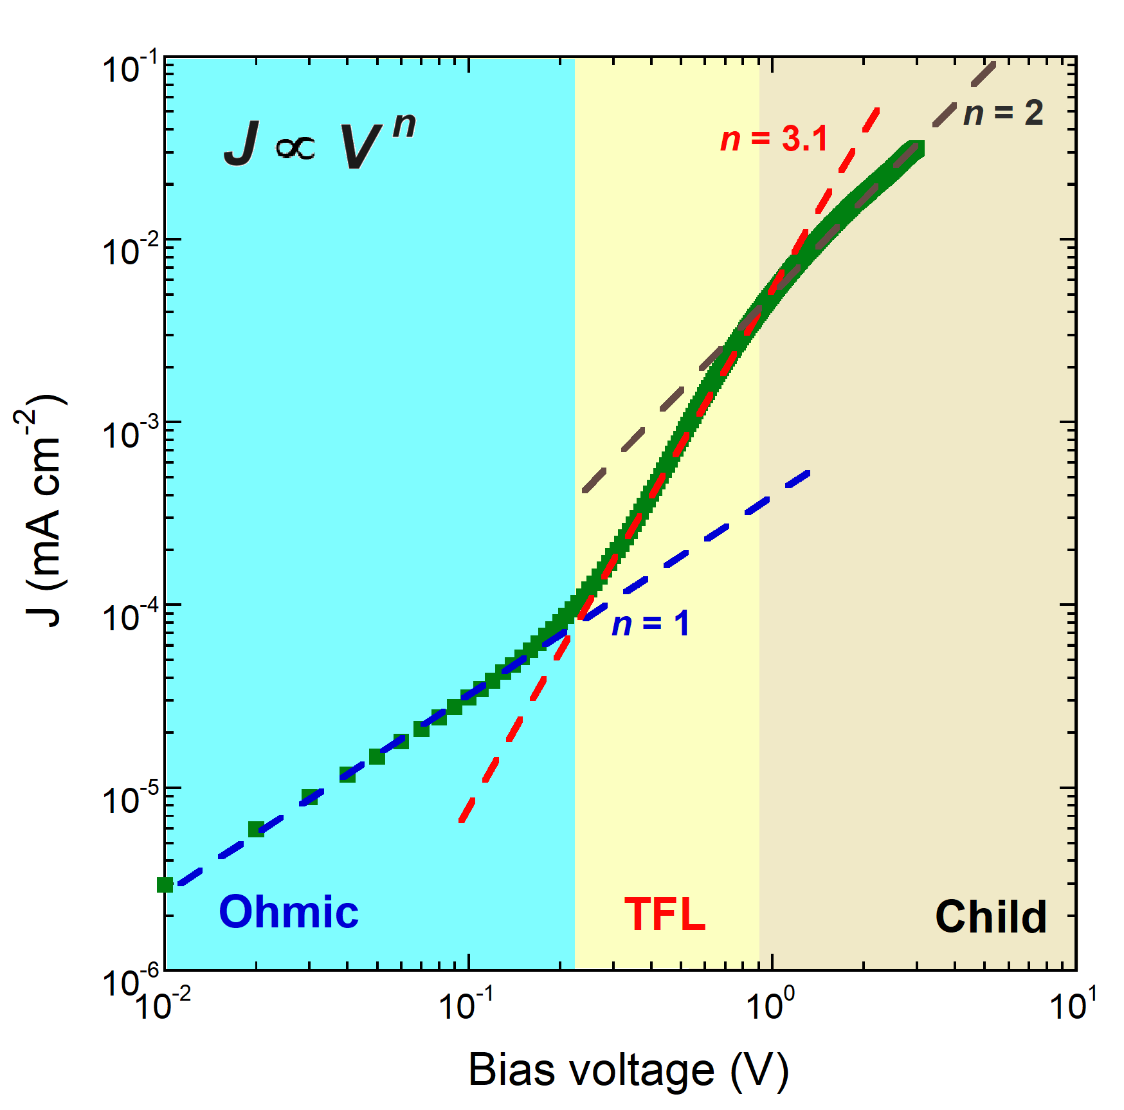 J ∝ V^n
n = 3.1
n = 2
n = 1
Ohmic
TFL
Child
10^-1
10^-2
10^-3
10^-4
10^-5
10^-6
10^-2
10^-1
10^0
10^1
J (mA cm^-2)
Bias voltage (V)